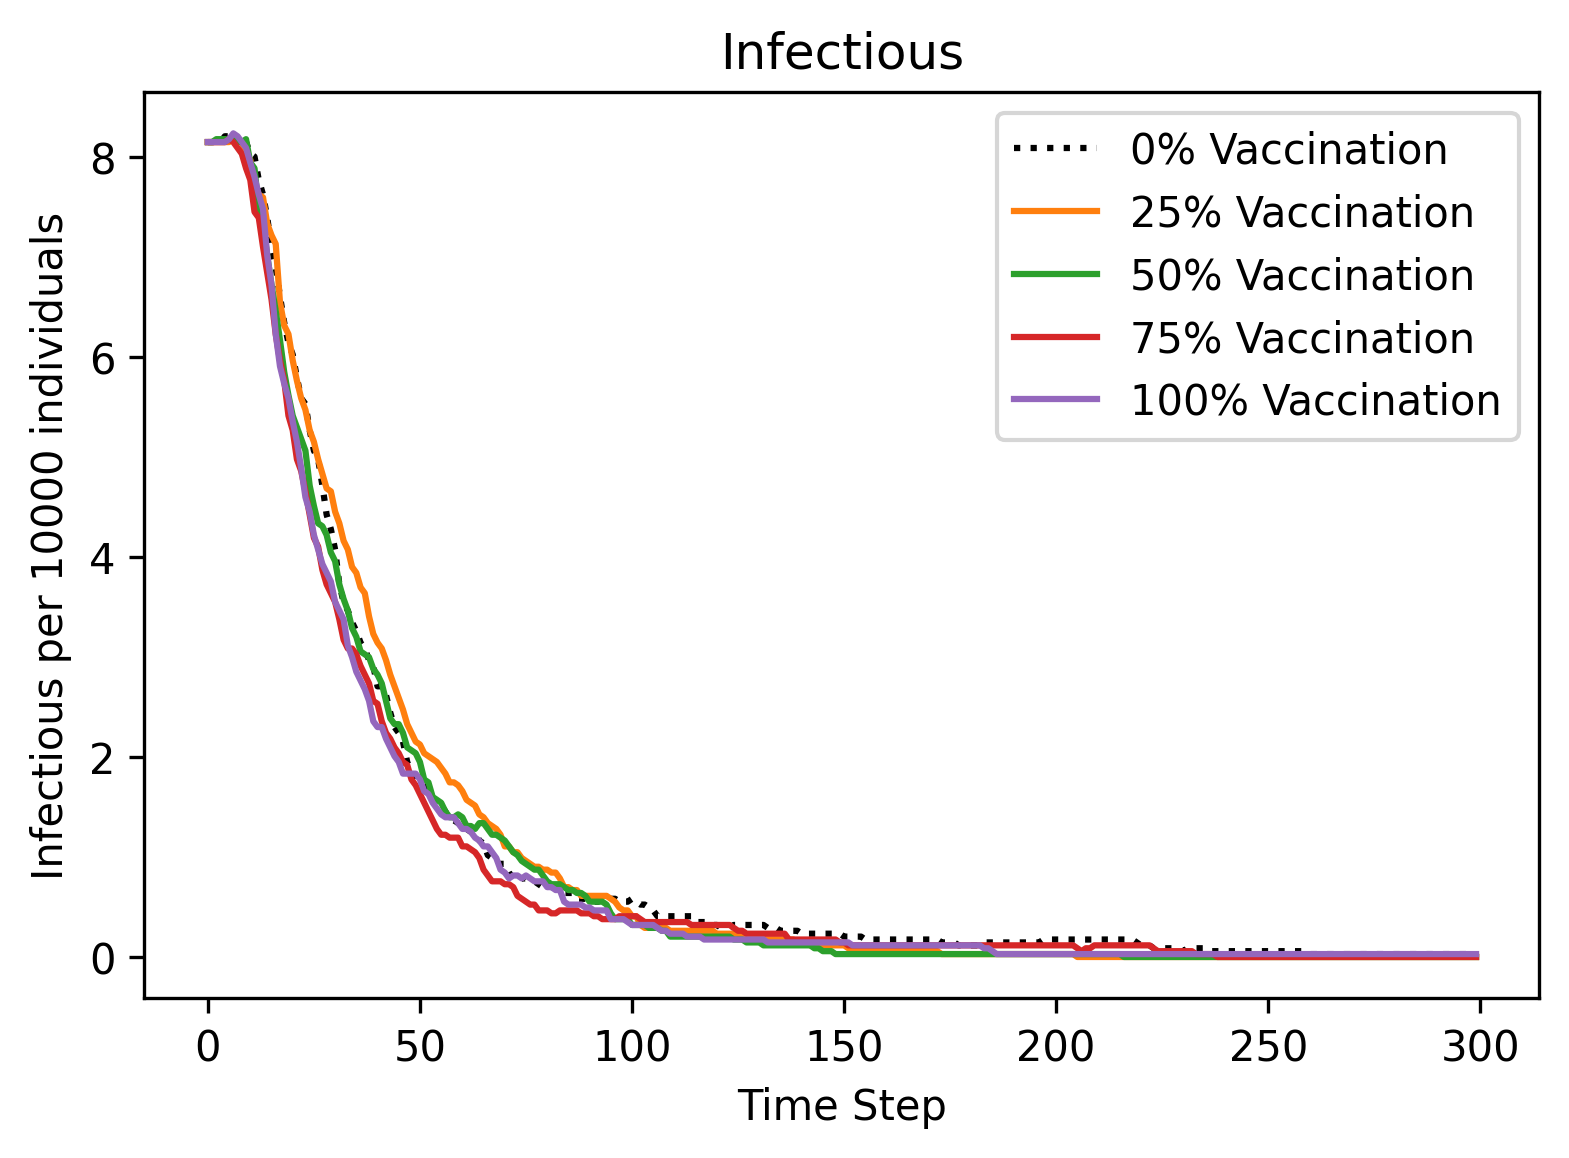 Infectious
Infectious per 10000 individuals
8
6
4
2
0
0% Vaccination
25% Vaccination
50% Vaccination
75% Vaccination
100% Vaccination
0 50 100 150 200 250 300
Time Step